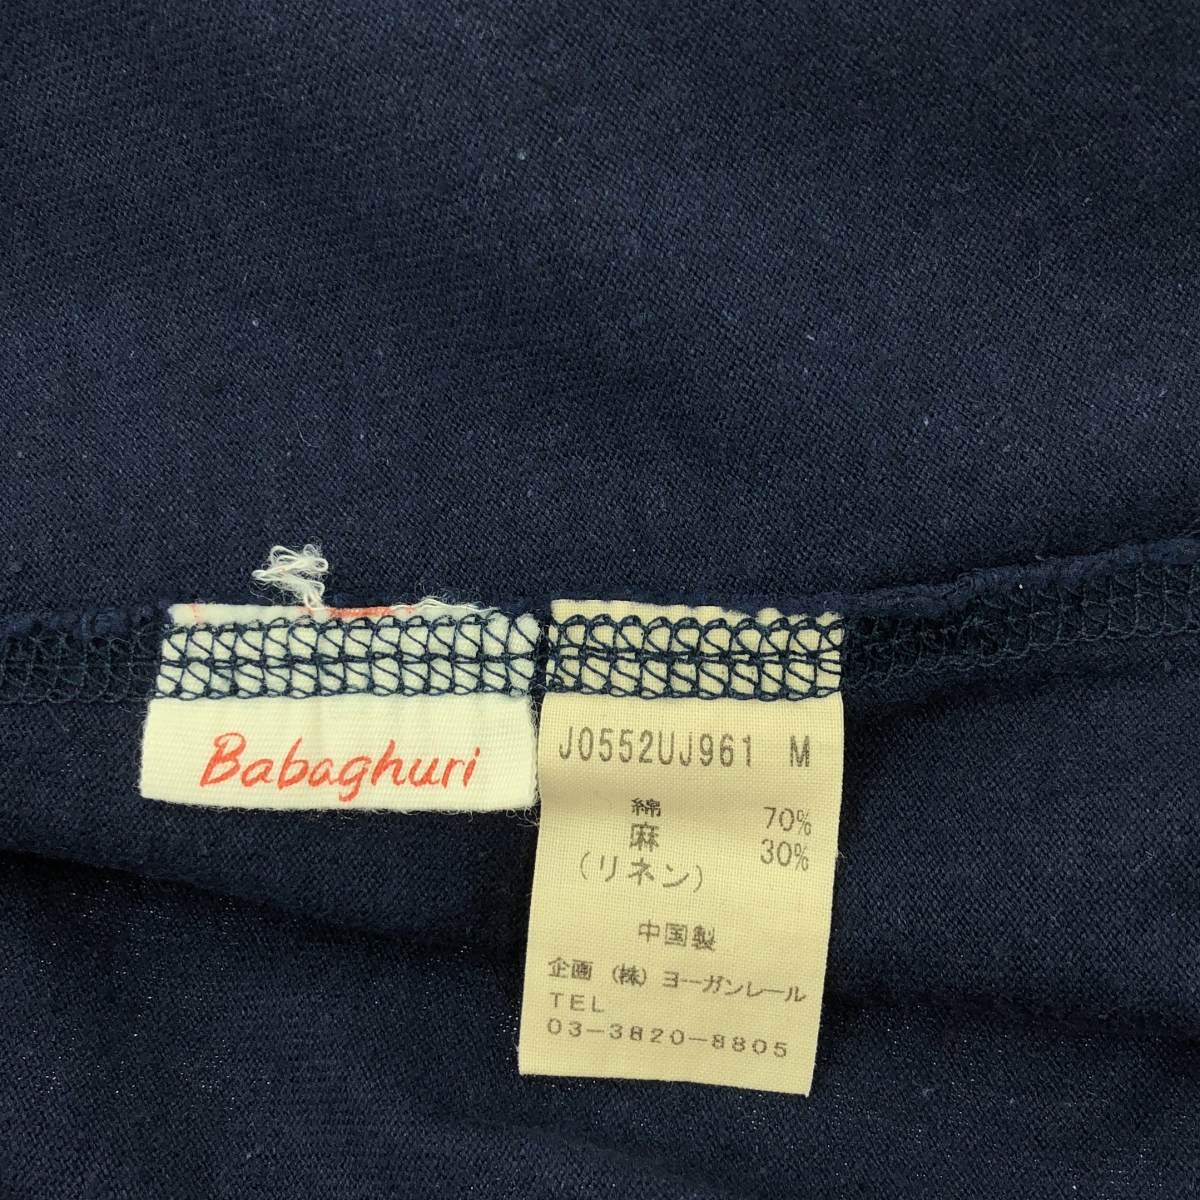 Babaghuri
J0552UJ961 M
綿 70%
麻 30%
(リネン)
中国製
企画 (株) ヨーガンレール
TEL
03-3820-8805